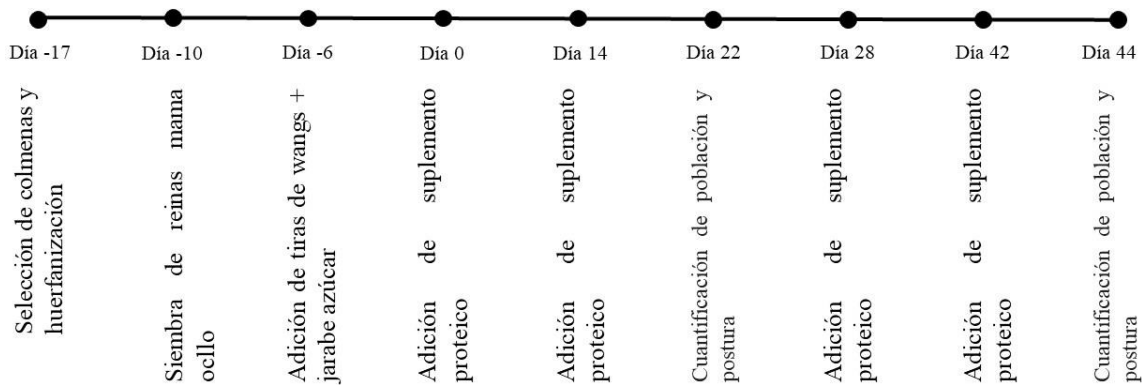 Día -17
Día -10
Día -6
Día 0
Día 14
Día 22
Día 28
Día 42
Día 44
Selección de colmenas y
huerfanización
Siembra de reinas mama
ocllo
Adición de tiras de wangs +
jarabe azúcar
Adición de suplemento
proteico
Adición de suplemento
proteico
Cuantificación de población y
postura
Adición de suplemento
proteico
Adición de suplemento
proteico
Cuantificación de población y
postura